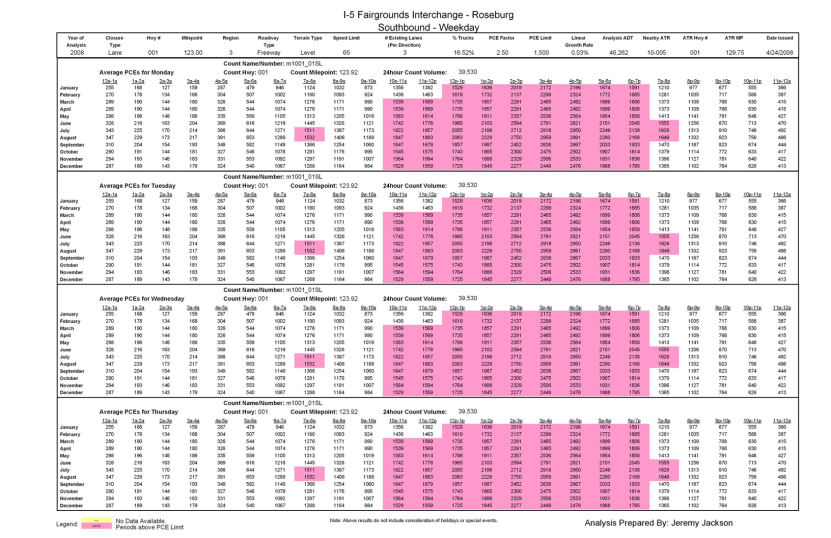 I-5 Fairgrounds Interchange - Roseburg
Southbound - Weekday
Year of Analysis Closure Type Hwy # Milepoint Region Roadway Type Terrain Type Speed Limit # Existing Lanes (Per Direction) % Trucks PCE Factor PCE Limit Linear Growth Rate Analysis ADT Nearby ATR ATR Hwy # ATR MP Date Issued
2008 Lane 001 123.00 3 Freeway Level 65 3 16.52% 2.50 1,500 0.03% 46,262 10-005 001 129.75 4/24/2008
Count Name/Number: m1001_01SL
Average PCEs for Monday Count Hwy: 001 Count Milepoint: 123.92 24hour Count Volume: 39,530
12a-1a 1a-2a 2a-3a 3a-4a 4a-5a 5a-6a 6a-7a 7a-8a 8a-9a 9a-10a 10a-11a 11a-12p 12p-1p 1p-2p 2p-3p 3p-4p 4p-5p 5p-6p 6p-7p 7p-8p 8p-9p 9p-10p 10p-11p 11p-12a
January 255 168 127 159 287 479 946 1124 1032 873 1356 1382 1529 1636 2019 2172 2196 1674 1591 1210 977 555 366
February 270 178 134 168 304 507 1002 1190 1093 924 1436 1463 1619 1732 2137 2299 2324 1772 1685 1281 1035 717 588 387
March 289 190 144 180 326 544 1074 1276 1171 990 1539 1569 1735 1857 2291 2465 2492 1899 1806 1373 1109 768 630 415
April 289 190 144 180 326 544 1074 1276 1171 990 1539 1569 1735 1857 2291 2465 2492 1899 1806 1373 1109 768 630 415
May 298 196 148 186 335 559 1105 1313 1205 1019 1583 1614 1786 1911 2357 2536 2564 1954 1858 1413 1141 791 648 427
June 328 216 163 204 369 616 1216 1445 1326 1121 1742 1776 1965 2103 2594 2791 2821 2151 2045 1555 1256 870 713 470
July 343 225 170 214 386 644 1271 1511 1387 1173 1822 1857 2055 2198 2712 2918 2950 2249 2138 1626 1313 910 746 492
August 347 229 173 217 391 653 1289 1532 1406 1189 1847 1883 2083 2229 2750 2959 2991 2280 2168 1649 1332 923 756 498
September 310 204 154 193 349 582 1149 1366 1254 1060 1647 1679 1857 1987 2452 2638 2667 2033 1933 1470 1187 823 674 444
October 290 191 144 181 327 546 1078 1281 1176 995 1545 1575 1743 1865 2300 2475 2502 1907 1814 1379 1114 772 633 417
November 294 193 146 183 331 553 1092 1297 1191 1007 1564 1594 1764 1888 2329 2506 2533 1931 1836 1396 1127 781 640 422
December 287 189 143 179 324 540 1067 1268 1164 984 1529 1559 1725 1845 2277 2449 2476 1888 1795 1365 1102 764 626 413
Count Name/Number: m1001_01SL
Average PCEs for Tuesday Count Hwy: 001 Count Milepoint: 123.92 24hour Count Volume: 39,530
12a-1a 1a-2a 2a-3a 3a-4a 4a-5a 5a-6a 6a-7a 7a-8a 8a-9a 9a-10a 10a-11a 11a-12p 12p-1p 1p-2p 2p-3p 3p-4p 4p-5p 5p-6p 6p-7p 7p-8p 8p-9p 9p-10p 10p-11p 11p-12a
January 255 168 127 159 287 479 946 1124 1032 873 1356 1382 1529 1636 2019 2172 2196 1674 1591 1210 977 555 366
February 270 178 134 168 304 507 1002 1190 1093 924 1436 1463 1619 1732 2137 2299 2324 1772 1685 1281 1035 717 588 387
March 289 190 144 180 326 544 1074 1276 1171 990 1539 1569 1735 1857 2291 2465 2492 1899 1806 1373 1109 768 630 415
April 289 190 144 180 326 544 1074 1276 1171 990 1539 1569 1735 1857 2291 2465 2492 1899 1806 1373 1109 768 630 415
May 298 196 148 186 335 559 1105 1313 1205 1019 1583 1614 1786 1911 2357 2536 2564 1954 1858 1413 1141 791 648 427
June 328 216 163 204 369 616 1216 1445 1326 1121 1742 1776 1965 2103 2594 2791 2821 2151 2045 1555 1256 870 713 470
July 343 225 170 214 386 644 1271 1511 1387 1173 1822 1857 2055 2198 2712 2918 2950 2249 2138 1626 1313 910 746 492
August 347 229 173 217 391 653 1289 1532 1406 1189 1847 1883 2083 2229 2750 2959 2991 2280 2168 1649 1332 923 756 498
September 310 204 154 193 349 582 1149 1366 1254 1060 1647 1679 1857 1987 2452 2638 2667 2033 1933 1470 1187 823 674 444
October 290 191 144 181 327 546 1078 1281 1176 995 1545 1575 1743 1865 2300 2475 2502 1907 1814 1379 1114 772 633 417
November 294 193 146 183 331 553 1092 1297 1191 1007 1564 1594 1764 1888 2329 2506 2533 1931 1836 1396 1127 781 640 422
December 287 189 143 179 324 540 1067 1268 1164 984 1529 1559 1725 1845 2277 2449 2476 1888 1795 1365 1102 764 626 413
Count Name/Number: m1001_01SL
Average PCEs for Wednesday Count Hwy: 001 Count Milepoint: 123.92 24hour Count Volume: 39,530
12a-1a 1a-2a 2a-3a 3a-4a 4a-5a 5a-6a 6a-7a 7a-8a 8a-9a 9a-10a 10a-11a 11a-12p 12p-1p 1p-2p 2p-3p 3p-4p 4p-5p 5p-6p 6p-7p 7p-8p 8p-9p 9p-10p 10p-11p 11p-12a
January 255 168 127 159 287 479 946 1124 1032 873 1356 1382 1529 1636 2019 2172 2196 1674 1591 1210 977 555 366
February 270 178 134 168 304 507 1002 1190 1093 924 1436 1463 1619 1732 2137 2299 2324 1772 1685 1281 1035 717 588 387
March 289 190 144 180 326 544 1074 1276 1171 990 1539 1569 1735 1857 2291 2465 2492 1899 1806 1373 1109 768 630 415
April 289 190 144 180 326 544 1074 1276 1171 990 1539 1569 1735 1857 2291 2465 2492 1899 1806 1373 1109 768 630 415
May 298 196 148 186 335 559 1105 1313 1205 1019 1583 1614 1786 1911 2357 2536 2564 1954 1858 1413 1141 791 648 427
June 328 216 163 204 369 616 1216 1445 1326 1121 1742 1776 1965 2103 2594 2791 2821 2151 2045 1555 1256 870 713 470
July 343 225 170 214 386 644 1271 1511 1387 1173 1822 1857 2055 2198 2712 2918 2950 2249 2138 1626 1313 910 746 492
August 347 229 173 217 391 653 1289 1532 1406 1189 1847 1883 2083 2229 2750 2959 2991 2280 2168 1649 1332 923 756 498
September 310 204 154 193 349 582 1149 1366 1254 1060 1647 1679 1857 1987 2452 2638 2667 2033 1933 1470 1187 823 674 444
October 290 191 144 181 327 546 1078 1281 1176 995 1545 1575 1743 1865 2300 2475 2502 1907 1814 1379 1114 772 633 417
November 294 193 146 183 331 553 1092 1297 1191 1007 1564 1594 1764 1888 2329 2506 2533 1931 1836 1396 1127 781 640 422
December 287 189 143 179 324 540 1067 1268 1164 984 1529 1559 1725 1845 2277 2449 2476 1888 1795 1365 1102 764 626 413
Count Name/Number: m1001_01SL
Average PCEs for Thursday Count Hwy: 001 Count Milepoint: 123.92 24hour Count Volume: 39,530
12a-1a 1a-2a 2a-3a 3a-4a 4a-5a 5a-6a 6a-7a 7a-8a 8a-9a 9a-10a 10a-11a 11a-12p 12p-1p 1p-2p 2p-3p 3p-4p 4p-5p 5p-6p 6p-7p 7p-8p 8p-9p 9p-10p 10p-11p 11p-12a
January 255 168 127 159 287 479 946 1124 1032 873 1356 1382 1529 1636 2019 2172 2196 1674 1591 1210 977 555 366
February 270 178 134 168 304 507 1002 1190 1093 924 1436 1463 1619 1732 2137 2299 2324 1772 1685 1281 1035 717 588 387
March 289 190 144 180 326 544 1074 1276 1171 990 1539 1569 1735 1857 2291 2465 2492 1899 1806 1373 1109 768 630 415
April 289 190 144 180 326 544 1074 1276 1171 990 1539 1569 1735 1857 2291 2465 2492 1899 1806 1373 1109 768 630 415
May 298 196 148 186 335 559 1105 1313 1205 1019 1583 1614 1786 1911 2357 2536 2564 1954 1858 1413 1141 791 648 427
June 328 216 163 204 369 616 1216 1445 1326 1121 1742 1776 1965 2103 2594 2791 2821 2151 2045 1555 1256 870 713 470
July 343 225 170 214 386 644 1271 1511 1387 1173 1822 1857 2055 2198 2712 2918 2950 2249 2138 1626 1313 910 746 492
August 347 229 173 217 391 653 1289 1532 1406 1189 1847 1883 2083 2229 2750 2959 2991 2280 2168 1649 1332 923 756 498
September 310 204 154 193 349 582 1149 1366 1254 1060 1647 1679 1857 1987 2452 2638 2667 2033 1933 1470 1187 823 674 444
October 290 191 144 181 327 546 1078 1281 1176 995 1545 1575 1743 1865 2300 2475 2502 1907 1814 1379 1114 772 633 417
November 294 193 146 183 331 553 1092 1297 1191 1007 1564 1594 1764 1888 2329 2506 2533 1931 1836 1396 1127 781 640 422
December 287 189 143 179 324 540 1067 1268 1164 984 1529 1559 1725 1845 2277 2449 2476 1888 1795 1365 1102 764 626 413
Legend: No Data Available. Note: Above results do not include consideration of holidays or special events. Analysis Prepared By: Jeremy Jackson
Periods above PCE Limit